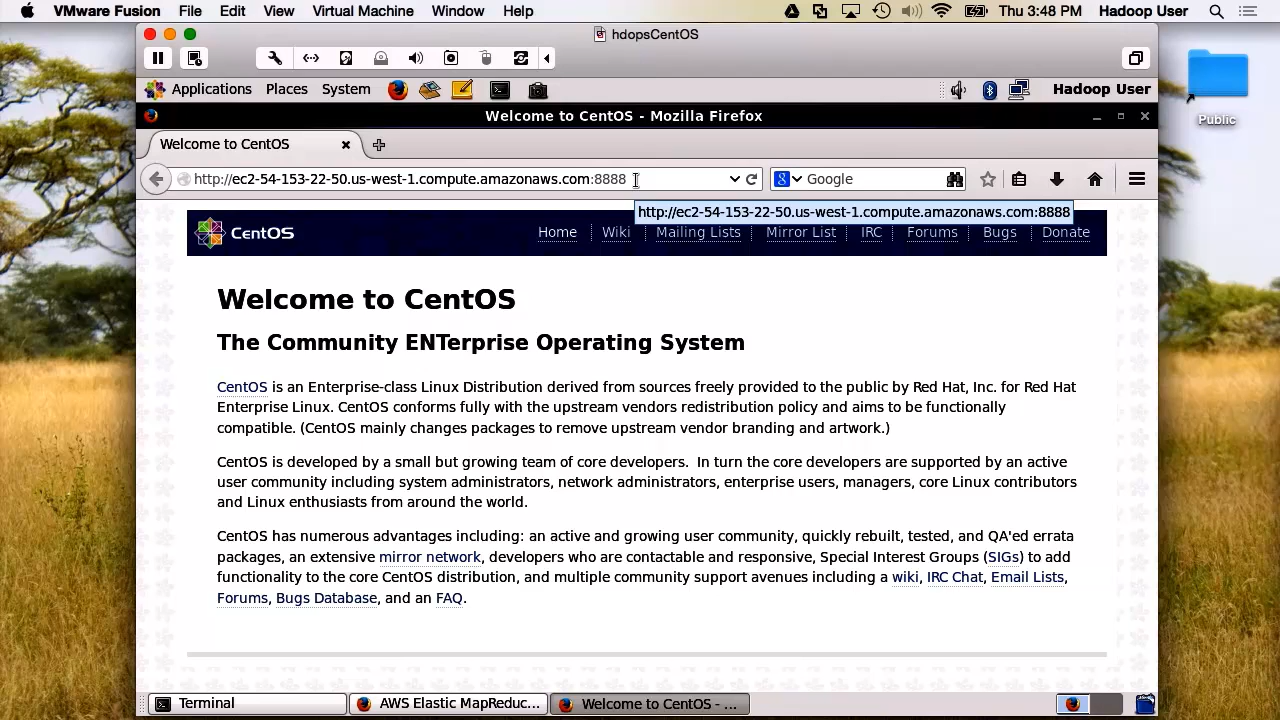 VMware Fusion File Edit View Virtual Machine Window Help Thu 3:48 PM Hadoop User
hdopsCentOS
Applications Places System Hadoop User
Welcome to CentOS - Mozilla Firefox
Welcome to CentOS
http://ec2-54-153-22-50.us-west-1.compute.amazonaws.com:8888 Google
http://ec2-54-153-22-50.us-west-1.compute.amazonaws.com:8888
CentOS Home Wiki Mailing Lists Mirror List IRC Forums Bugs Donate
Public
Welcome to CentOS
The Community ENTerprise Operating System
CentOS is an Enterprise-class Linux Distribution derived from sources freely provided to the public by Red Hat, Inc. for Red Hat
Enterprise Linux. CentOS conforms fully with the upstream vendors redistribution policy and aims to be functionally
compatible. (CentOS mainly changes packages to remove upstream vendor branding and artwork.)
CentOS is developed by a small but growing team of core developers. In turn the core developers are supported by an active
user community including system administrators, network administrators, enterprise users, managers, core Linux contributors
and Linux enthusiasts from around the world.
CentOS has numerous advantages including: an active and growing user community, quickly rebuilt, tested, and QA'ed errata
packages, an extensive mirror network, developers who are contactable and responsive, Special Interest Groups (SIGs) to add
functionality to the core CentOS distribution, and multiple community support avenues including a wiki, IRC Chat, Email Lists,
Forums, Bugs Database, and an FAQ.
Terminal AWS Elastic MapReduc... Welcome to CentOS - ...